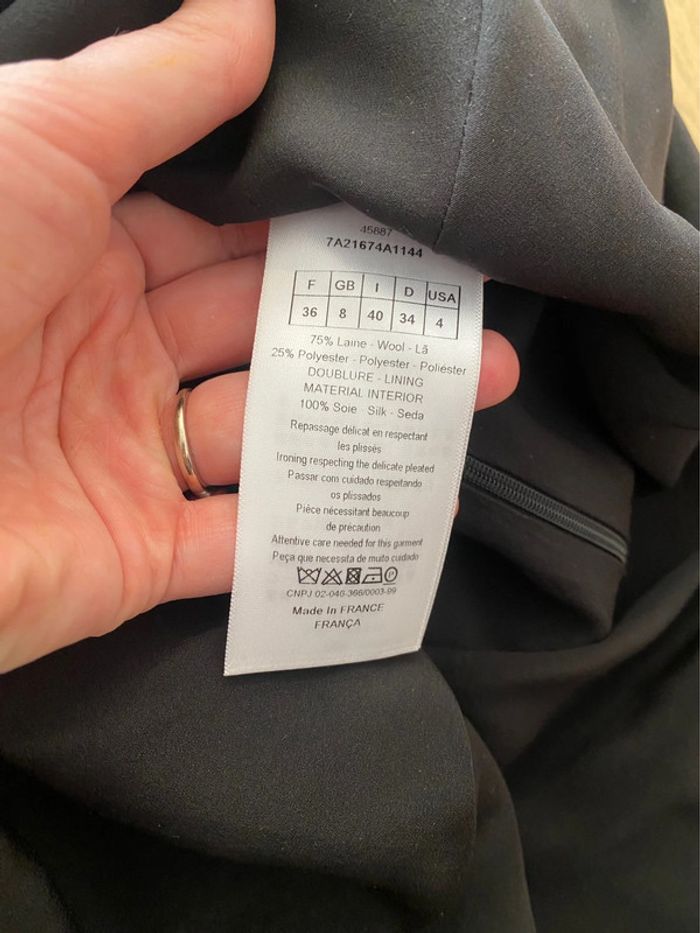 45887
7A21674A1144
F GB I D USA
36 8 40 34 4
75% Laine - Wool - Lã
25% Polyester - Polyester - Poliéster
DOUBLURE - LINING
MATERIAL INTERIOR
100% Soie - Silk - Seda
Repassage délicat en respectant
les plissés
Ironing respecting the delicate pleated
Passar com cuidado respeitando
os plissados
Pièce nécessitant beaucoup
de précaution
Attentive care needed for this garment
Peça que necessita de muito cuidado
CNPJ 02-046-366/0003-99
Made In FRANCE
FRANÇA